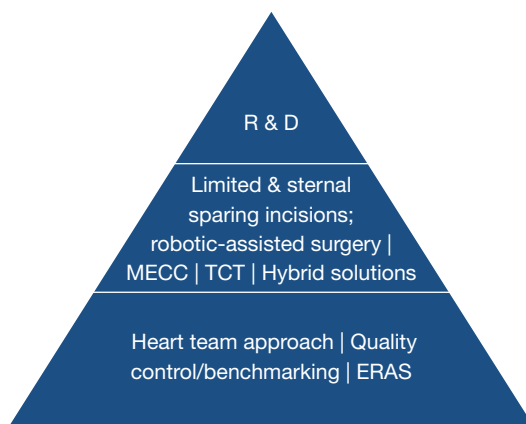 R & D
Limited & sternal
sparing incisions;
robotic-assisted surgery |
MECC | TCT | Hybrid solutions
Heart team approach | Quality
control/benchmarking | ERAS